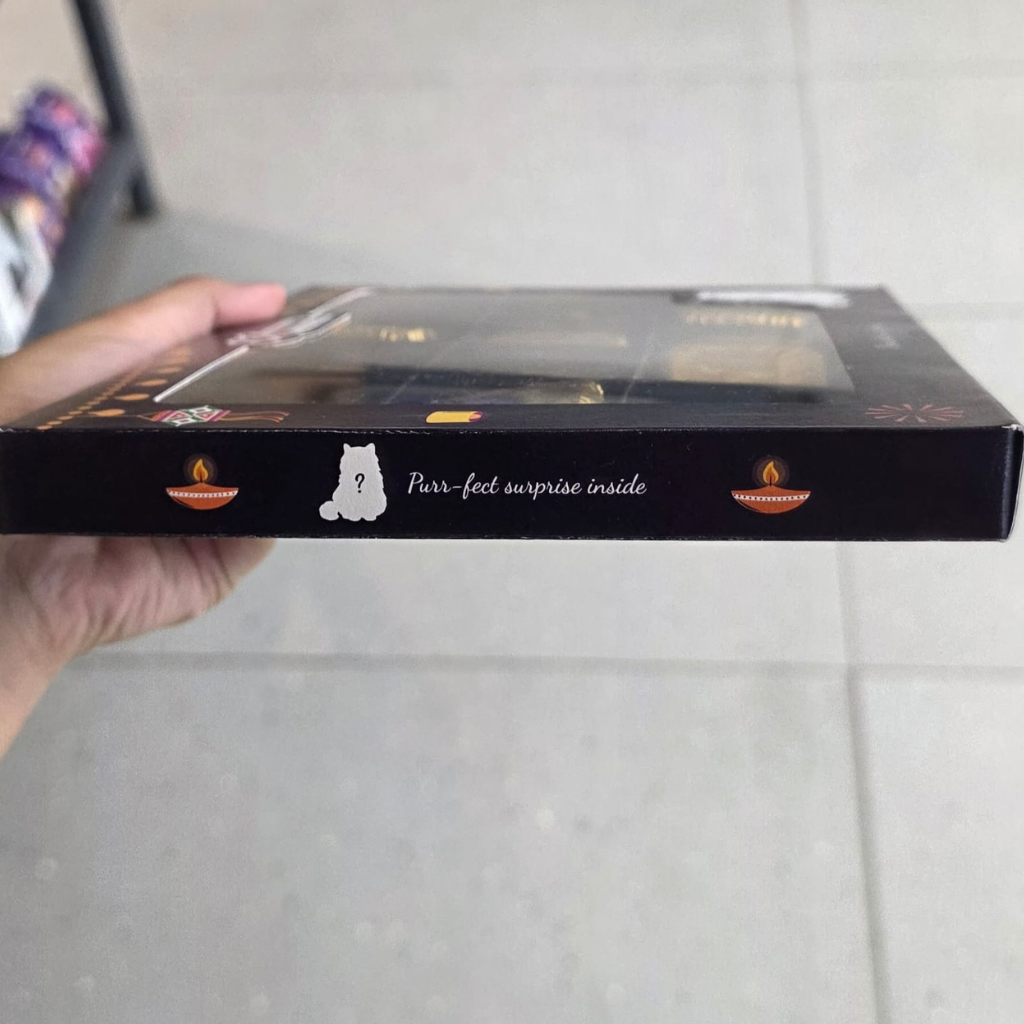 ?
Purr-fect surprise inside